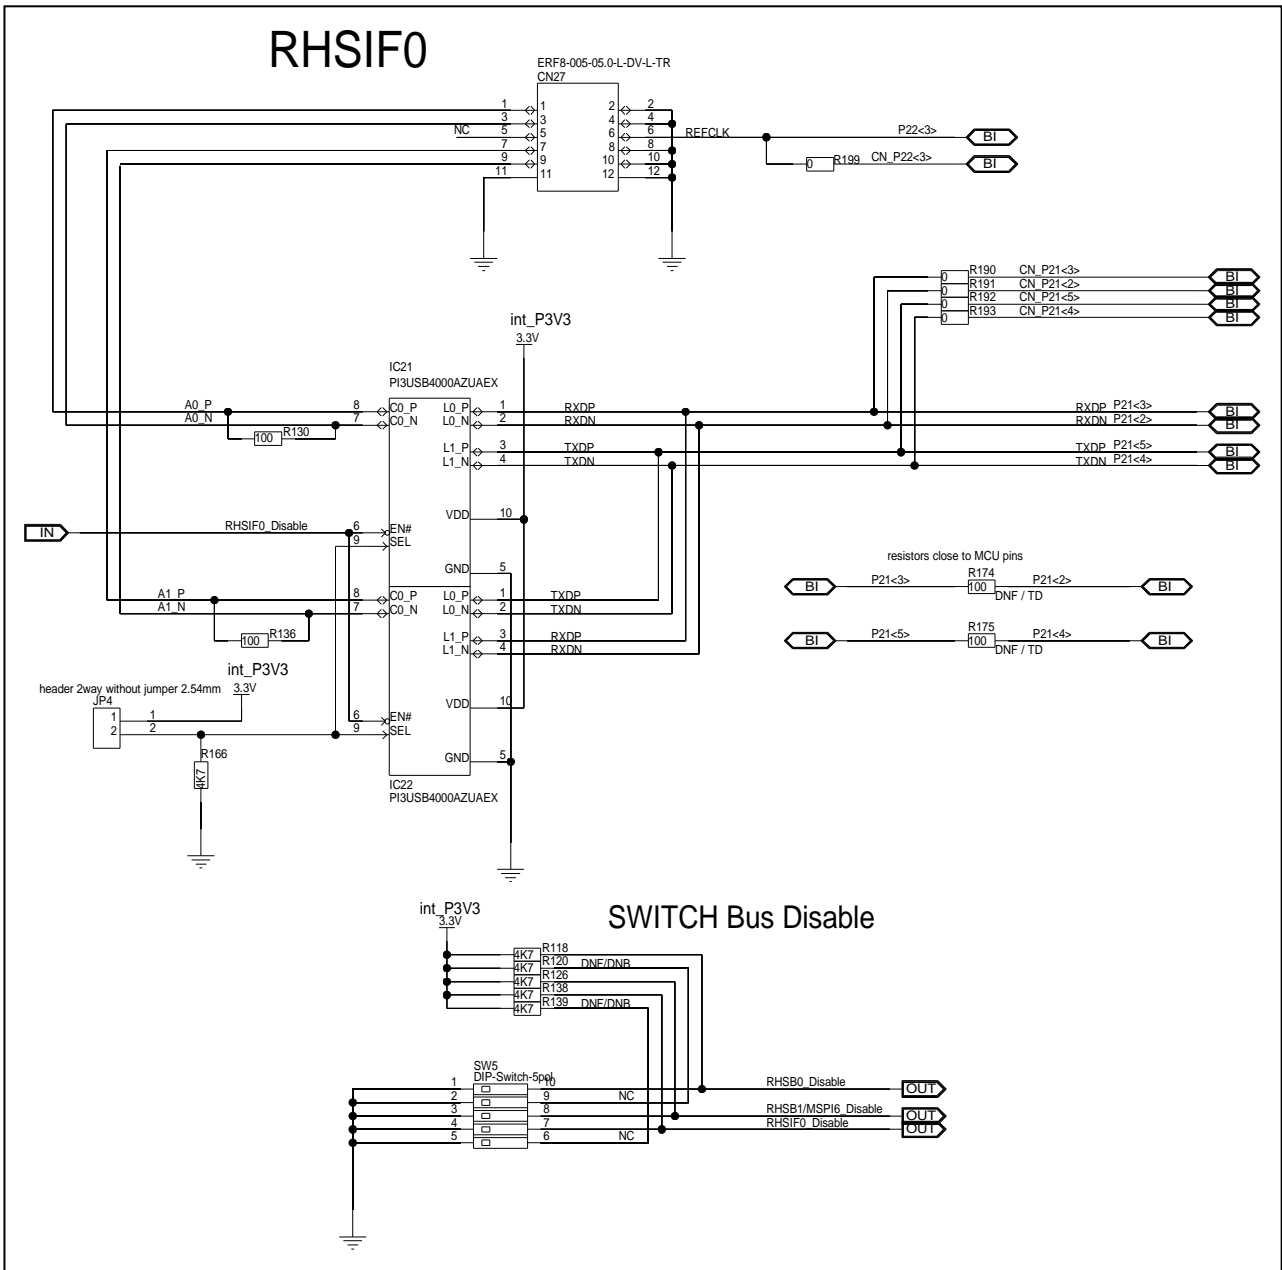 RHSIF0
ERF8-005-05.0-L-DV-L-TR
CN27
1 1 2 2
3 3 4 4
NC 5 5 6 6 REFCLK P22<3> BI
7 7 8 8
9 9 10 10 0 R199 CN_P22<3> BI
11 11 12 12
0 R190 CN_P21<3> BI
0 R191 CN_P21<2> BI
0 R192 CN_P21<5> BI
0 R193 CN_P21<4> BI
int_P3V3
3.3V
IC21
PI3USB4000AZUAEX
A0_P 8 C0_P L0_P 1 RXDP RXDP P21<3> BI
A0_N 7 C0_N L0_N 2 RXDN RXDN P21<2> BI
100 R130
L1_P 3 TXDP TXDP P21<5> BI
L1_N 4 TXDN TXDN P21<4> BI
VDD 10
IN RHSIF0_Disable 6 EN#
9 SEL
GND 5
resistors close to MCU pins
BI P21<3> R174 100 DNF / TD P21<2> BI
BI P21<5> R175 100 DNF / TD P21<4> BI
A1_P 8 C0_P L0_P 1 TXDP
A1_N 7 C0_N L0_N 2 TXDN
100 R136
L1_P 3 RXDP
L1_N 4 RXDN
int_P3V3
3.3V
header 2way without jumper 2.54mm
JP4
1 1
2 2
VDD 10
6 EN#
9 SEL
R166
4K7
GND 5
IC22
PI3USB4000AZUAEX
int_P3V3
3.3V
SWITCH Bus Disable
4K7 R118
4K7 R120 DNF/DNB
4K7 R126
4K7 R138
4K7 R139 DNF/DNB
SW5
DIP-Switch-5pol
1 10 RHSB0_Disable OUT
2 9 NC
3 8 RHSB1/MSPI6_Disable OUT
4 7 RHSIF0_Disable OUT
5 6 NC